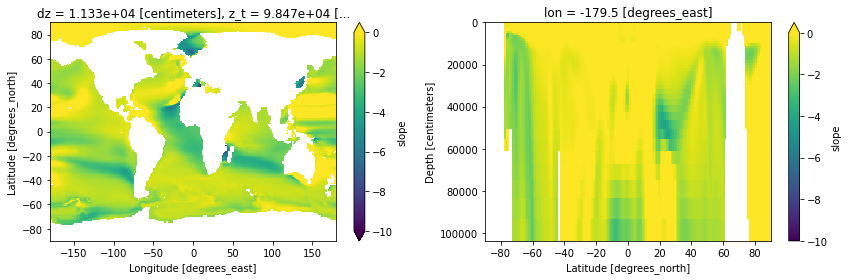 dz = 1.133e+04 [centimeters], z_t = 9.847e+04 [...
80
60
40
20
0
−20
−40
−60
−80
Latitude [degrees_north]
−150 −100 −50 0 50 100 150
Longitude [degrees_east]
0
−2
−4
−6
−8
−10
slope
lon = -179.5 [degrees_east]
0
20000
40000
60000
80000
100000
Depth [centimeters]
−80 −60 −40 −20 0 20 40 60 80
Latitude [degrees_north]
0
−2
−4
−6
−8
−10
slope